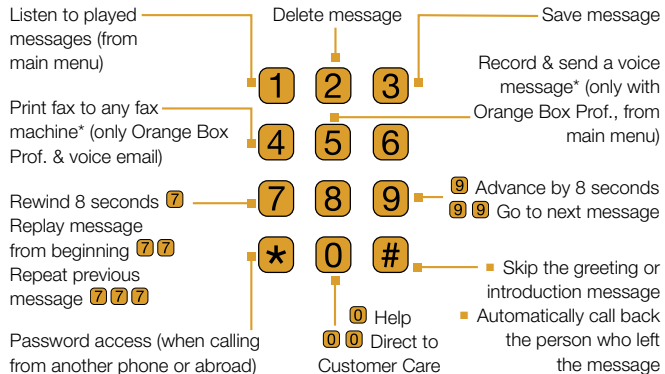 Listen to played
messages (from
main menu)
Delete message
Save message
Record & send a voice
message* (only with
Orange Box Prof., from
main menu)
Print fax to any fax
machine* (only Orange Box
Prof. & voice email)
1 2 3
4 5 6
7 8 9
* 0 #
Rewind 8 seconds 7
Replay message
from beginning 7 7
Repeat previous
message 7 7 7
9 Advance by 8 seconds
9 9 Go to next message
Password access (when calling
from another phone or abroad)
0 Help
0 0 Direct to
Customer Care
Skip the greeting or
introduction message
Automatically call back
the person who left
the message